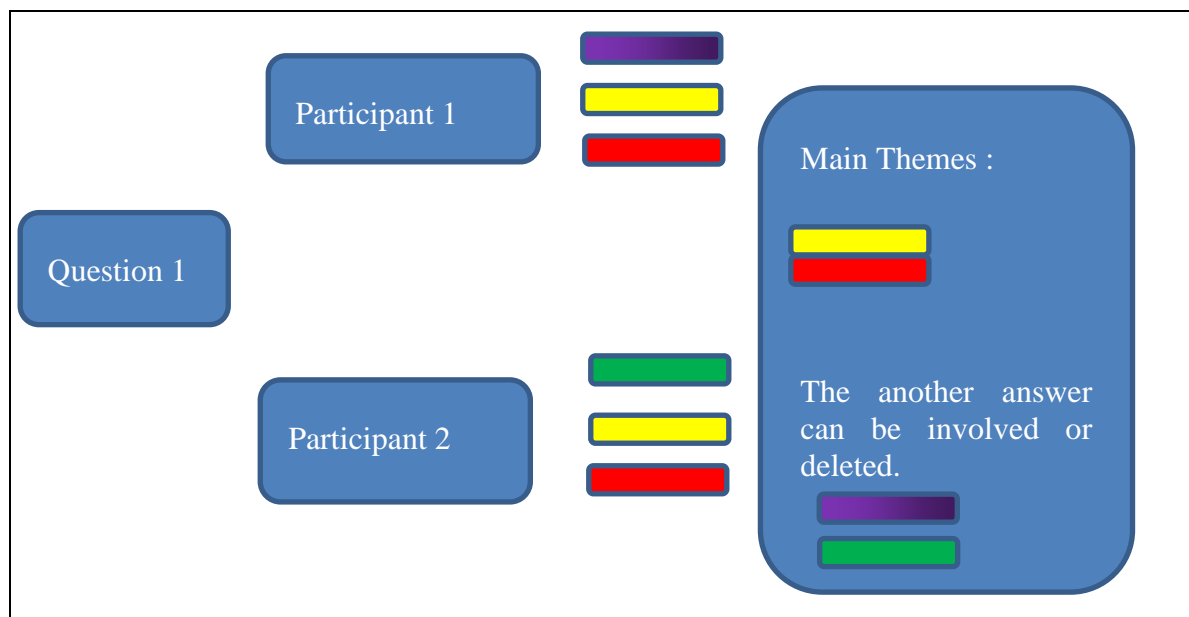 Participant 1
Main Themes :
Question 1
The another answer
can be involved or
deleted.
Participant 2